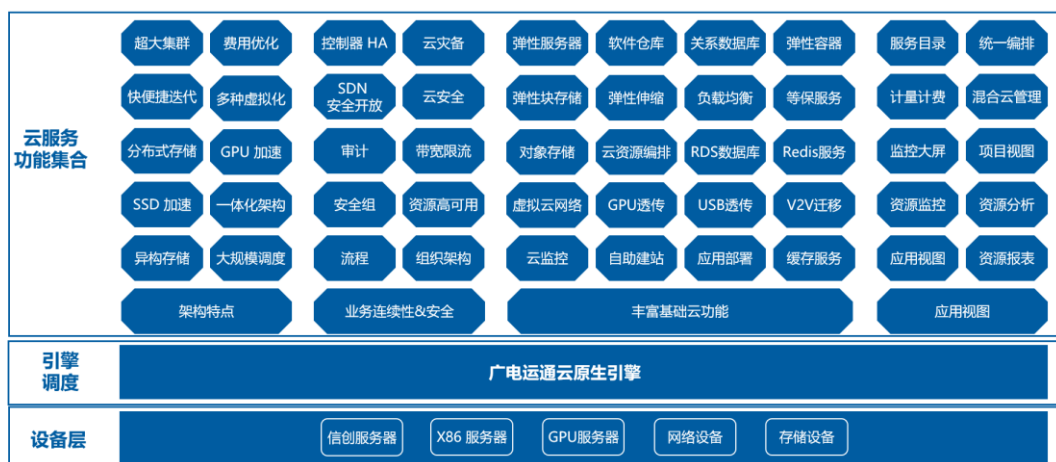 超大集群 费用优化 控制器 HA 云灾备 弹性服务器 软件仓库 关系数据库 弹性容器 服务目录 统一编排
快便捷迭代 多种虚拟化 SDN
安全开放 云安全 弹性块存储 弹性伸缩 负载均衡 等保服务 计量计费 混合云管理
云服务
功能集合
分布式存储 GPU 加速 审计 带宽限流 对象存储 云资源编排 RDS数据库 Redis服务 监控大屏 项目视图
SSD 加速 一体化架构 安全组 资源高可用 虚拟云网络 GPU透传 USB透传 V2V迁移 资源监控 资源分析
异构存储 大规模调度 流程 组织架构 云监控 自助建站 应用部署 缓存服务 应用视图 资源报表
架构特点 业务连续性&安全 丰富基础云功能 应用视图
引擎
调度
广电运通云原生引擎
设备层 信创服务器 X86 服务器 GPU服务器 网络设备 存储设备